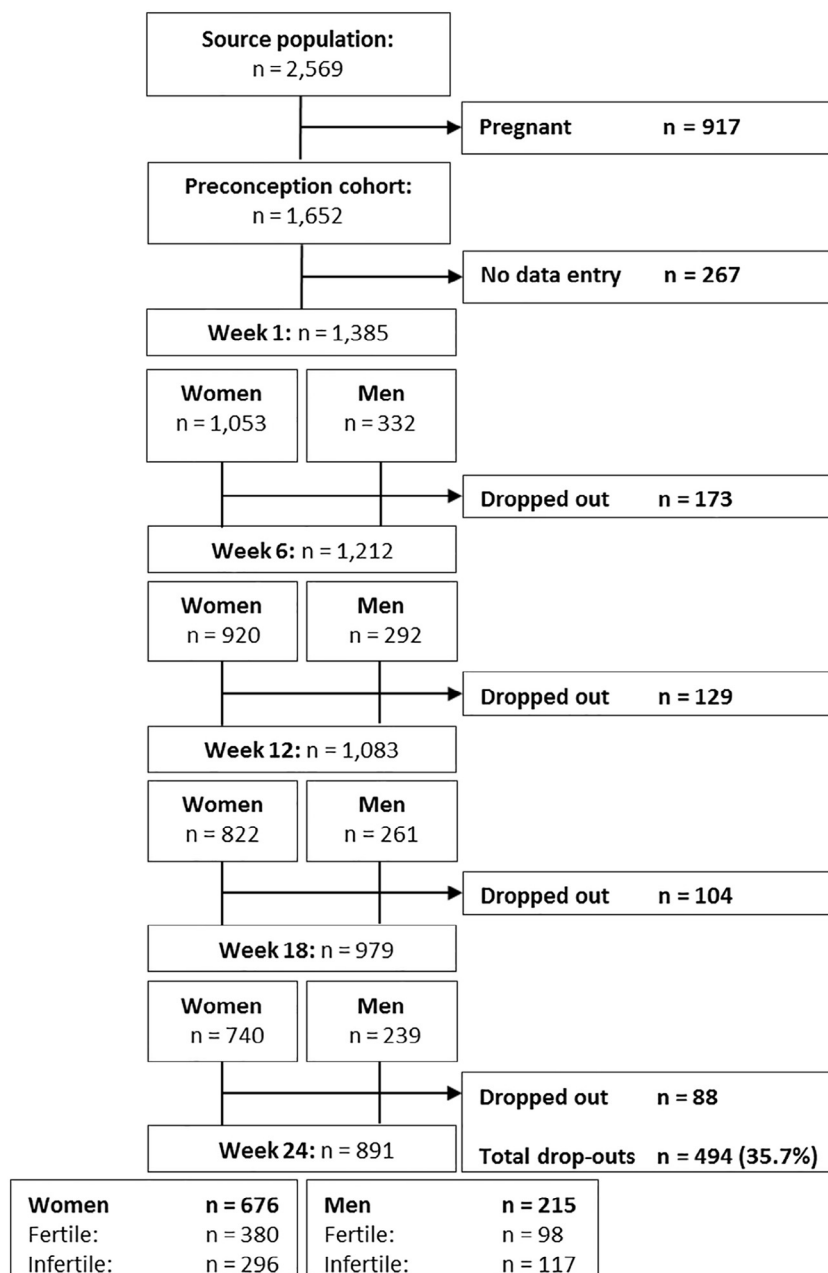 Source population:
n = 2,569
Pregnant n = 917
Preconception cohort:
n = 1,652
No data entry n = 267
Week 1: n = 1,385
Women Men
n = 1,053 n = 332
Dropped out n = 173
Week 6: n = 1,212
Women Men
n = 920 n = 292
Dropped out n = 129
Week 12: n = 1,083
Women Men
n = 822 n = 261
Dropped out n = 104
Week 18: n = 979
Women Men
n = 740 n = 239
Dropped out n = 88
Week 24: n = 891
Total drop-outs n = 494 (35.7%)
Women n = 676
Fertile: n = 380
Infertile: n = 296
Men n = 215
Fertile: n = 98
Infertile: n = 117